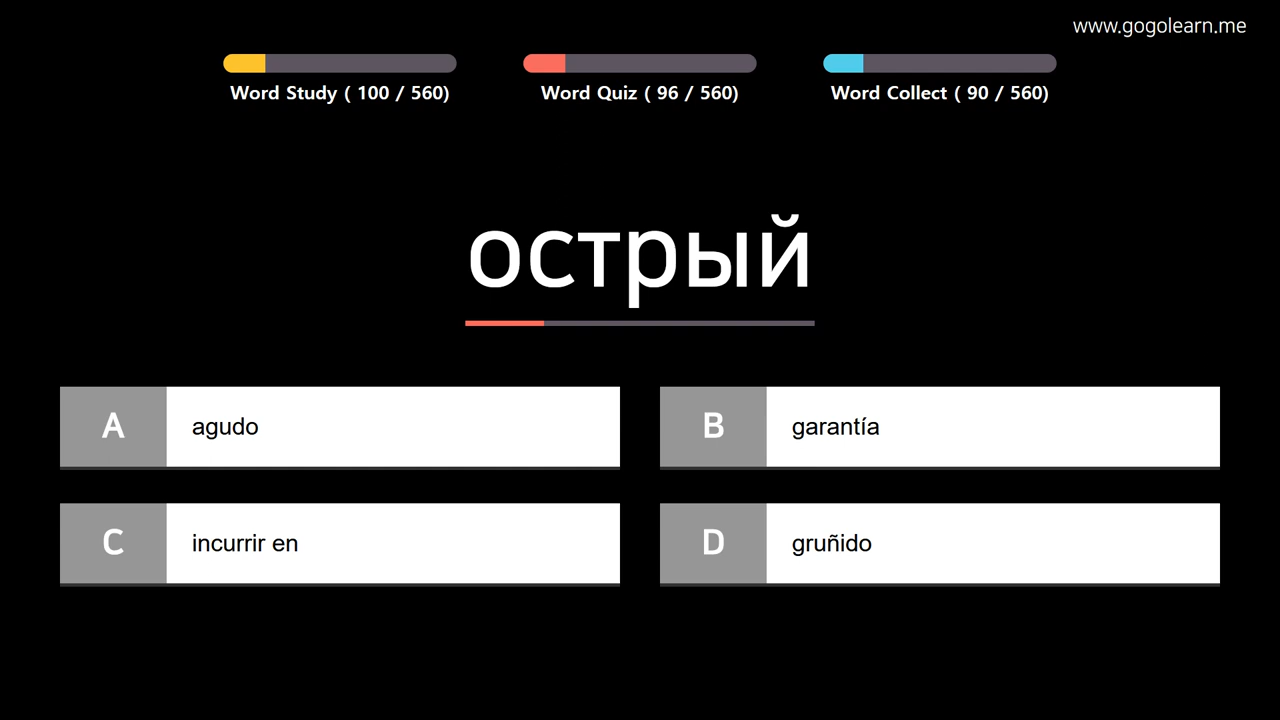 www.gogolearn.me
Word Study ( 100 / 560)
Word Quiz ( 96 / 560)
Word Collect ( 90 / 560)
острый
A agudo
B garantía
C incurrir en
D gruñido